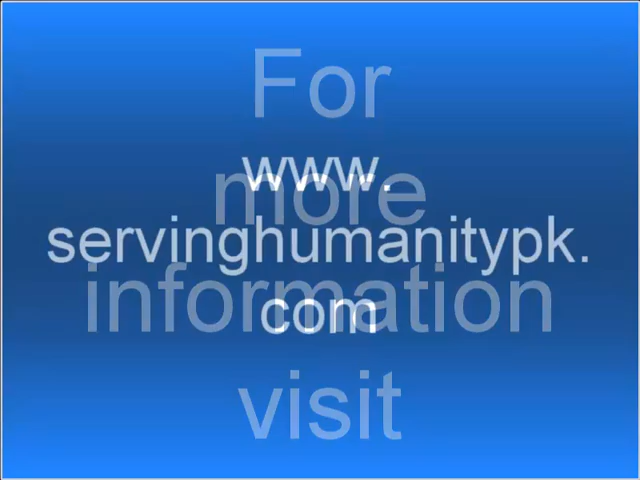 For
more
information
visit
www.
servinghumanitypk.
com